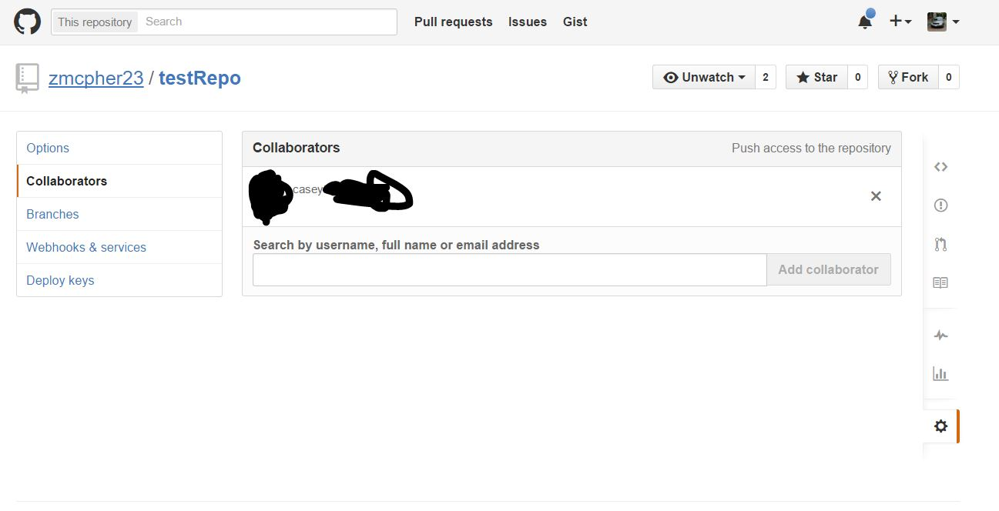 This repository Search Pull requests Issues Gist
zmcpher23 / testRepo Unwatch 2 Star 0 Fork 0
Options
Collaborators
Branches
Webhooks & services
Deploy keys
Collaborators Push access to the repository
casey
Search by username, full name or email address
Add collaborator